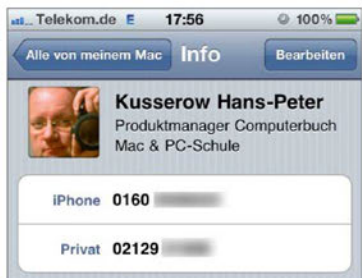 Telekom.de E 17:56 100%
Alle von meinem Mac Info Bearbeiten
Kusserow Hans-Peter
Produktmanager Computerbuch
Mac & PC-Schule
iPhone 0160
Privat 02129